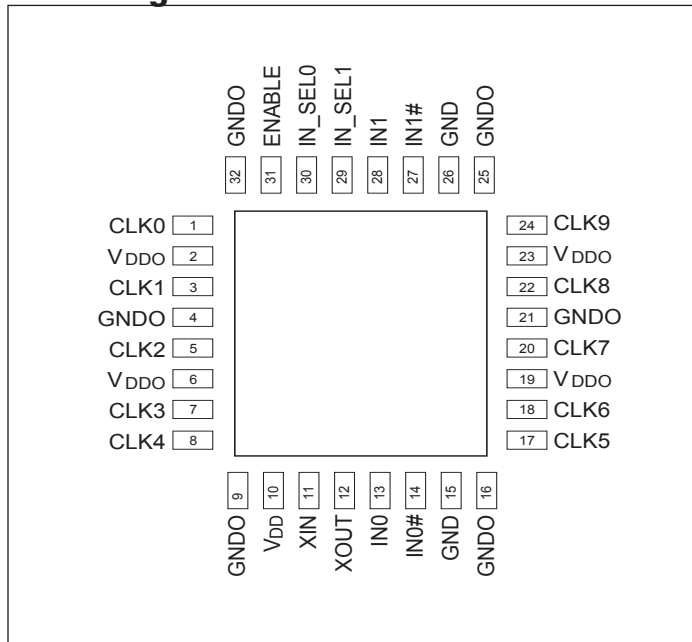 GNDO
ENABLE
IN_SEL0
IN_SEL1
IN1
IN1#
GND
GNDO
32
31
30
29
28
27
26
25
CLK0 1
VDDO 2
CLK1 3
GNDO 4
CLK2 5
VDDO 6
CLK3 7
CLK4 8
24 CLK9
23 VDDO
22 CLK8
21 GNDO
20 CLK7
19 VDDO
18 CLK6
17 CLK5
9
10
11
12
13
14
15
16
GNDO
VDD
XIN
XOUT
IN0
IN0#
GND
GNDO